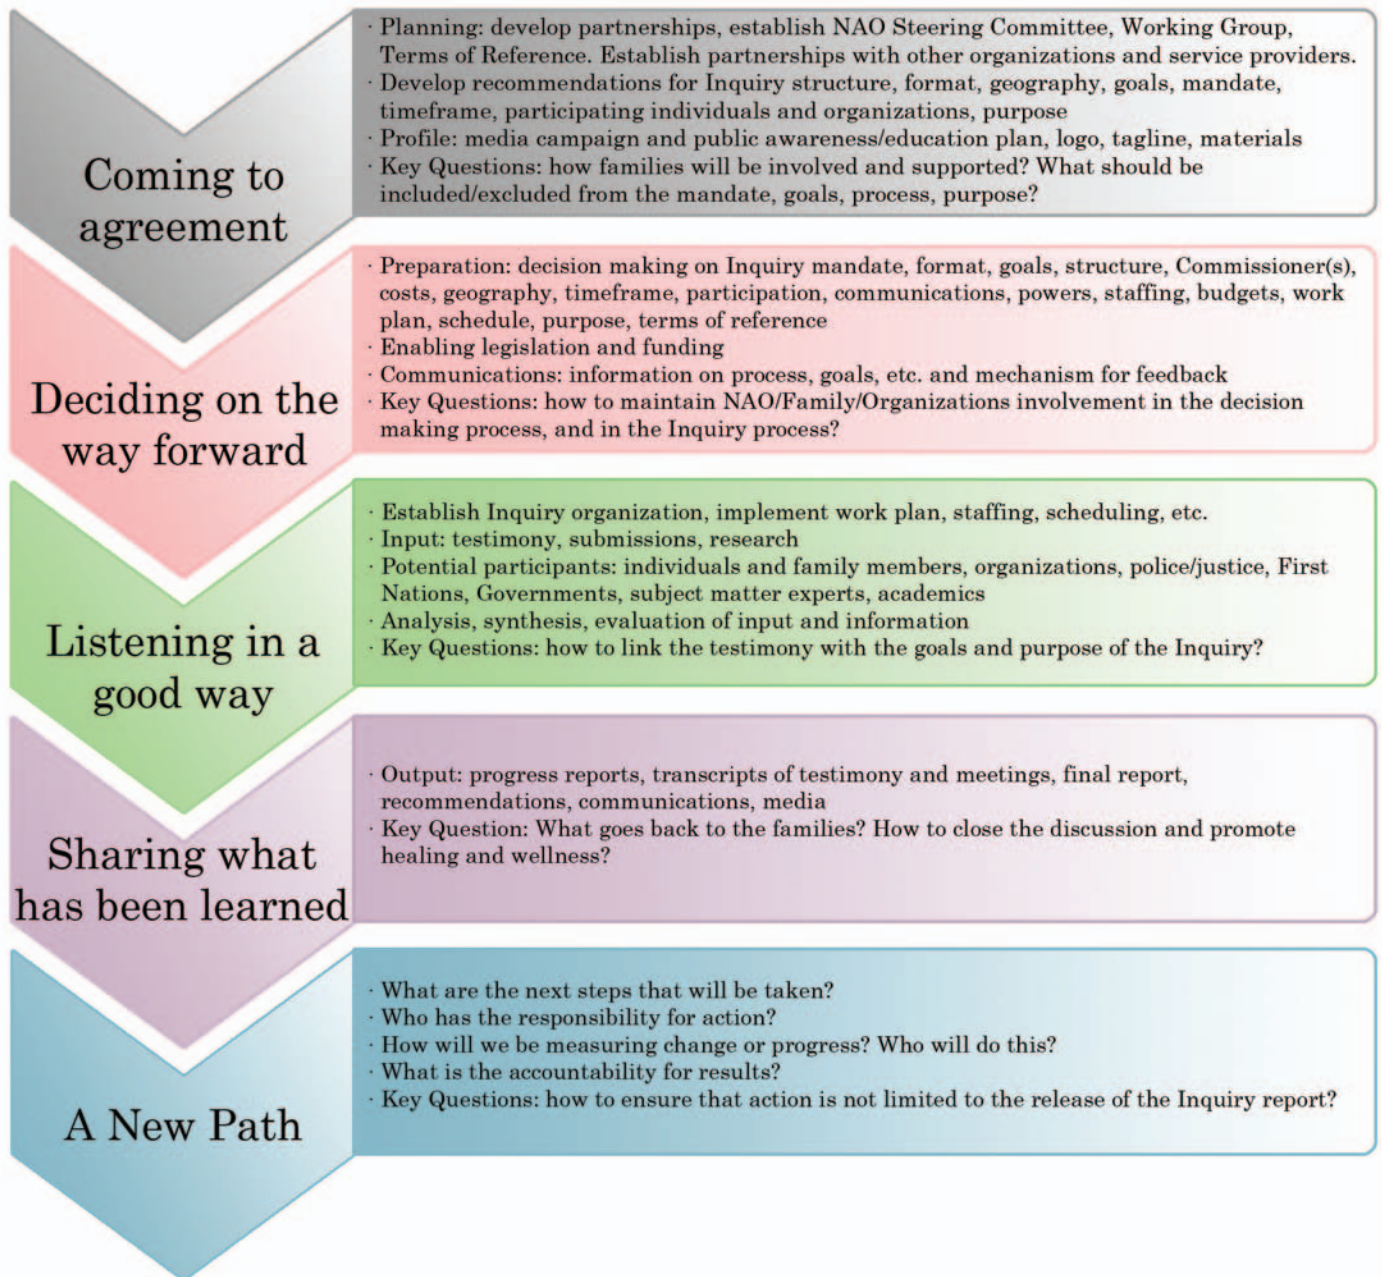 Coming to
agreement
· Planning: develop partnerships, establish NAO Steering Committee, Working Group,
Terms of Reference. Establish partnerships with other organizations and service providers.
· Develop recommendations for Inquiry structure, format, geography, goals, mandate,
timeframe, participating individuals and organizations, purpose
· Profile: media campaign and public awareness/education plan, logo, tagline, materials
· Key Questions: how families will be involved and supported? What should be
included/excluded from the mandate, goals, process, purpose?
Deciding on the
way forward
· Preparation: decision making on Inquiry mandate, format, goals, structure, Commissioner(s),
costs, geography, timeframe, participation, communications, powers, staffing, budgets, work
plan, schedule, purpose, terms of reference
· Enabling legislation and funding
· Communications: information on process, goals, etc. and mechanism for feedback
· Key Questions: how to maintain NAO/Family/Organizations involvement in the decision
making process, and in the Inquiry process?
Listening in a
good way
· Establish Inquiry organization, implement work plan, staffing, scheduling, etc.
· Input: testimony, submissions, research
· Potential participants: individuals and family members, organizations, police/justice, First
Nations, Governments, subject matter experts, academics
· Analysis, synthesis, evaluation of input and information
· Key Questions: how to link the testimony with the goals and purpose of the Inquiry?
Sharing what
has been learned
· Output: progress reports, transcripts of testimony and meetings, final report,
recommendations, communications, media
· Key Question: What goes back to the families? How to close the discussion and promote
healing and wellness?
A New Path
· What are the next steps that will be taken?
· Who has the responsibility for action?
· How will we be measuring change or progress? Who will do this?
· What is the accountability for results?
· Key Questions: how to ensure that action is not limited to the release of the Inquiry report?